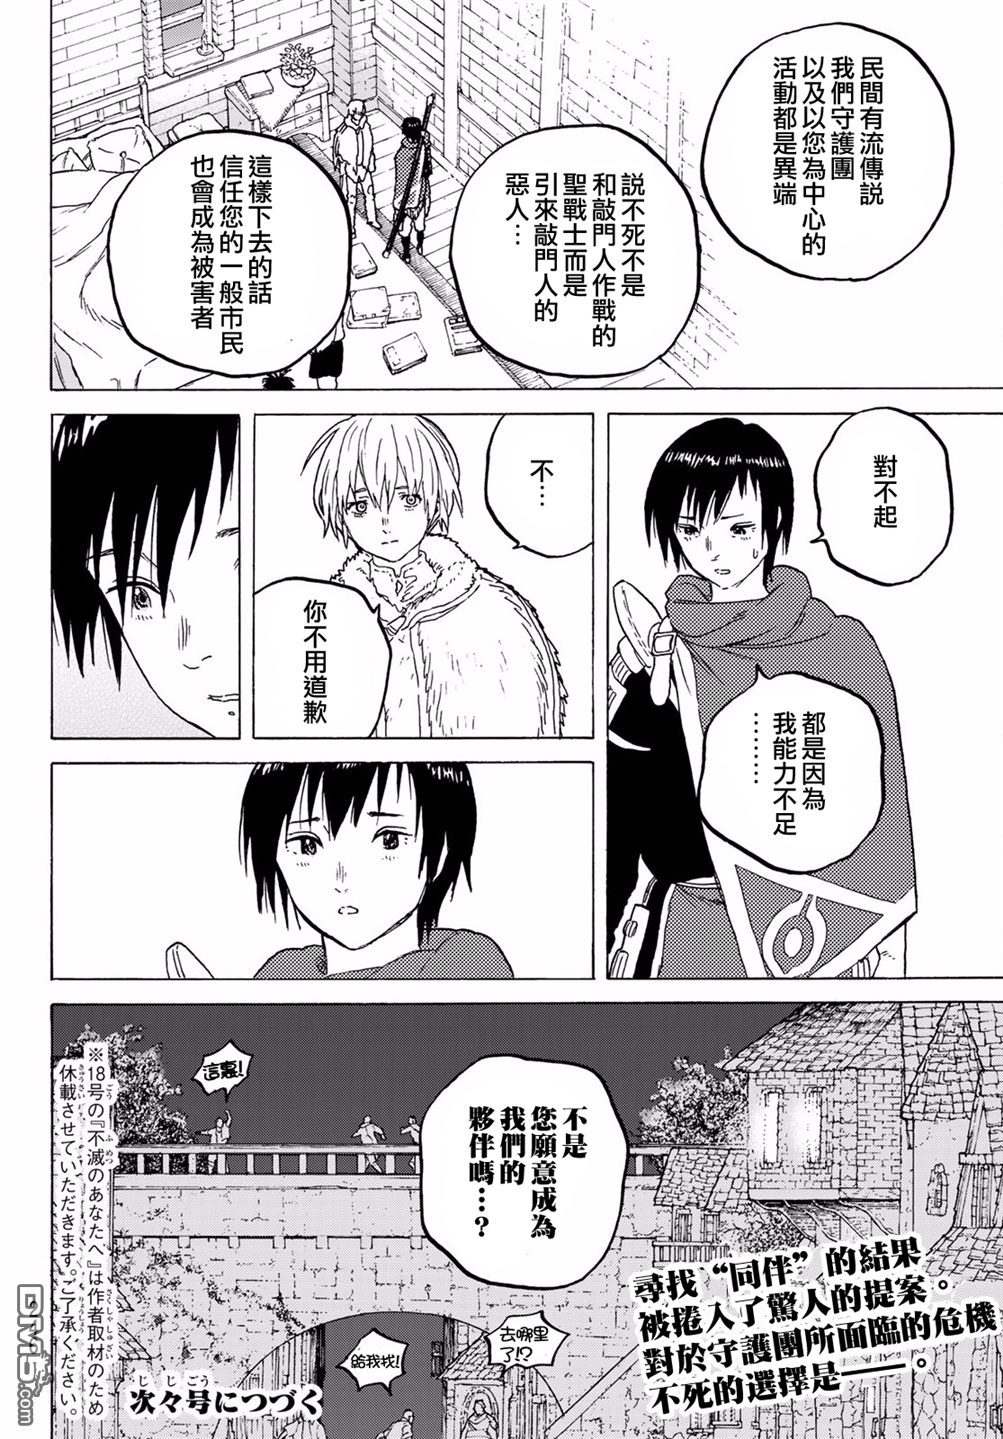 民間有流傳說
我們守護團
以及以您為中心的
活動都是異端
說不死不是
和敲門人作戰的
聖戰士而是
引來敲門人的
惡人…
這樣下去的話
信任您的一般市民
也會成為被害者
對不起
都是因為
我能力不足
………
不…
你不用道歉
不是
您願意成為
我們的
夥伴嗎…?
這裏!
去哪里
了!?
給我找!
尋找“同伴”的結果
被捲入了驚人的提案。
對於守護團所面臨的危機
不死的選擇是——。
※18号の『不滅のあなたへ』は作者取材のため
休載させていただきます。ご了承ください。
次々号につづく
じじごう